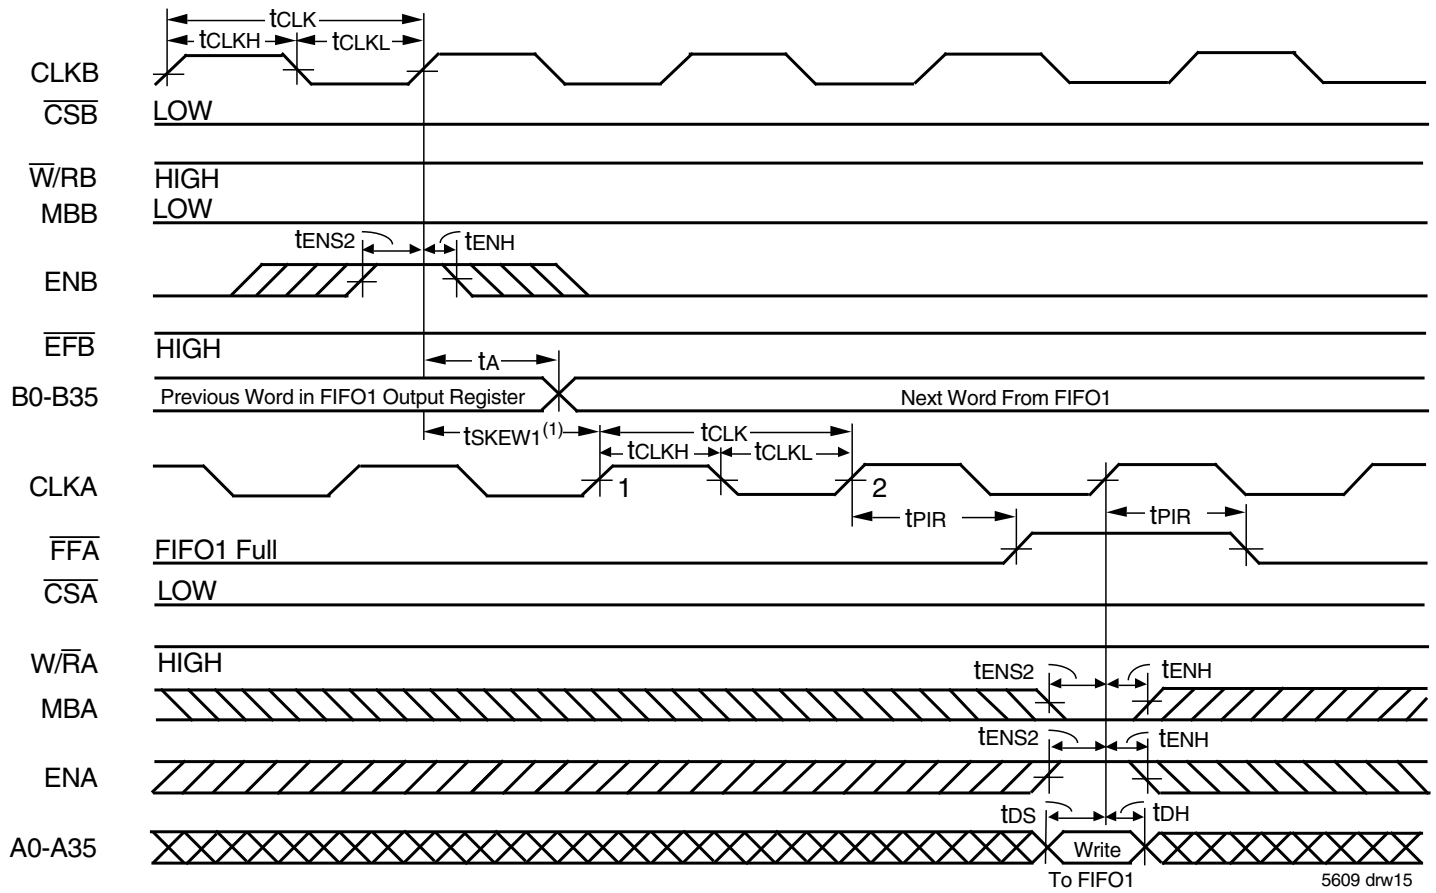 tCLK
tCLKH tCLKL
CLKB
CSB LOW
W/RB HIGH
MBB LOW
tENS2 tENH
ENB
EFB HIGH
tA
B0-B35 Previous Word in FIFO1 Output Register Next Word From FIFO1
tSKEW1(1) tCLK
tCLKH tCLKL
CLKA 1 2
tPIR tPIR
FFA FIFO1 Full
CSA LOW
W/RA HIGH
tENS2 tENH
MBA
tENS2 tENH
ENA
tDS tDH
A0-A35 Write
To FIFO1
5609 drw15